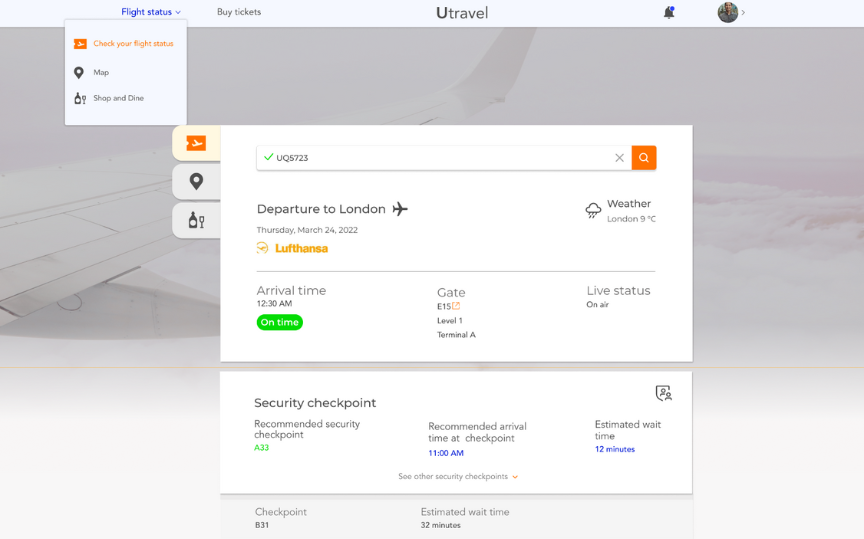 Flight status
Buy tickets
Utravel
Check your flight status
Map
Shop and Dine
UQ5723
Departure to London
Weather
London 9 °C
Thursday, March 24, 2022
Lufthansa
Arrival time
12:30 AM
On time
Gate
E15
Level 1
Terminal A
Live status
On air
Security checkpoint
Recommended security
checkpoint
A33
Recommended arrival
time at checkpoint
11:00 AM
Estimated wait
time
12 minutes
See other security checkpoints
Checkpoint
B31
Estimated wait time
32 minutes